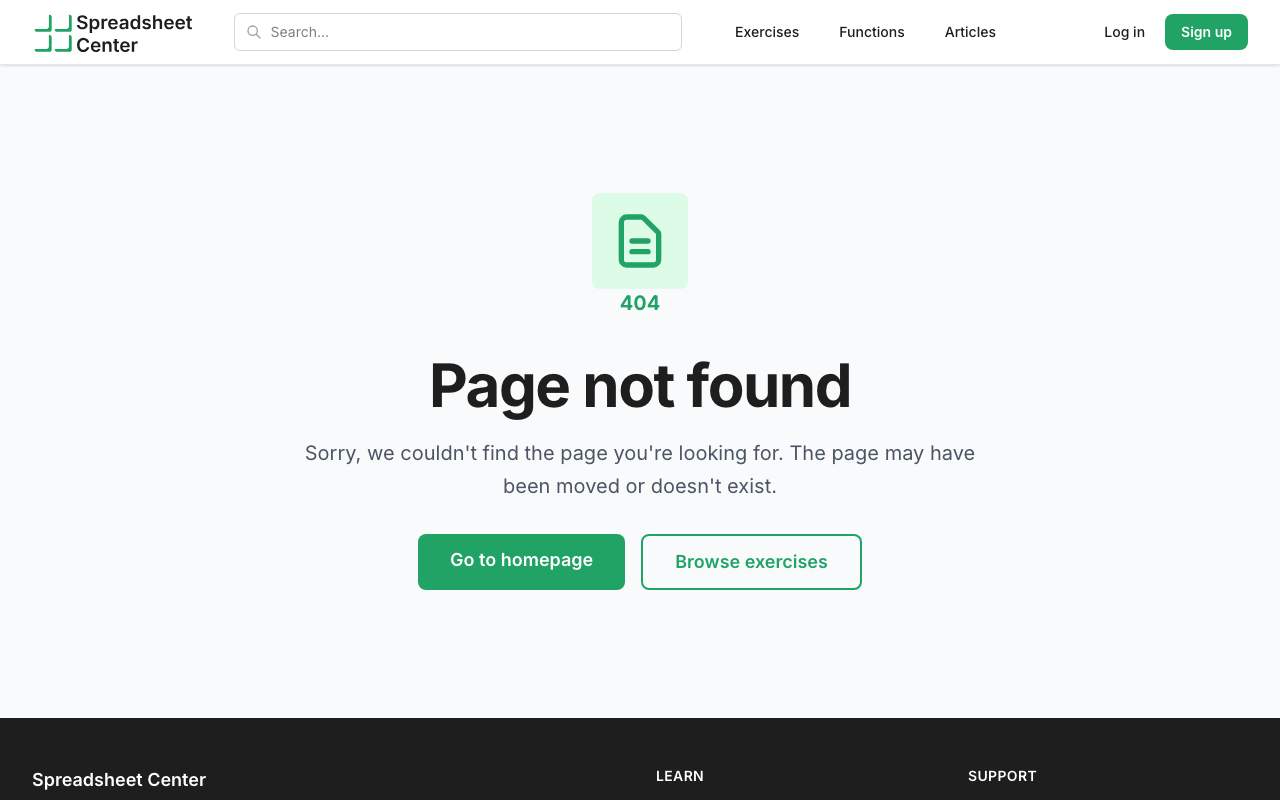 Spreadsheet
Center
Search...
Exercises
Functions
Articles
Log in
Sign up
404
Page not found
Sorry, we couldn't find the page you're looking for. The page may have
been moved or doesn't exist.
Go to homepage
Browse exercises
Spreadsheet Center
LEARN
SUPPORT